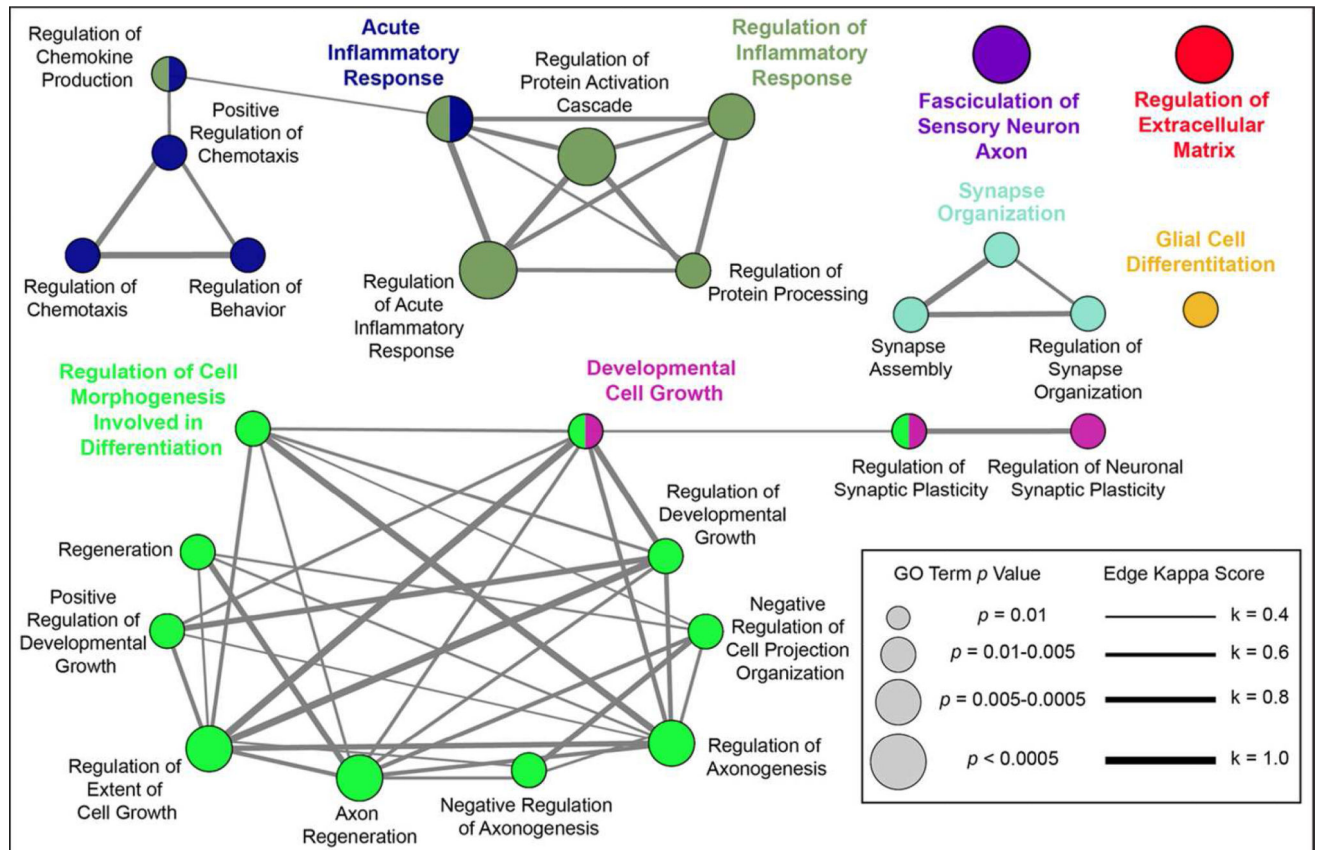 Regulation of
Chemokine
Production
Acute
Inflammatory
Response
Regulation of
Protein Activation
Cascade
Regulation of
Inflammatory
Response
Positive
Regulation of
Chemotaxis
Regulation of
Chemotaxis
Regulation of
Behavior
Regulation
of Acute
Inflammatory
Response
Regulation of
Protein Processing
Fasciculation of
Sensory Neuron
Axon
Regulation of
Extracellular
Matrix
Synapse
Organization
Glial Cell
Differentitation
Synapse
Assembly
Regulation of
Synapse
Organization
Regulation of Cell
Morphogenesis
Involved in
Differentiation
Developmental
Cell Growth
Regulation of
Synaptic Plasticity
Regulation of Neuronal
Synaptic Plasticity
Regulation of
Developmental
Growth
Regeneration
Positive
Regulation of
Developmental
Growth
Negative
Regulation of
Cell Projection
Organization
Regulation of
Extent of
Cell Growth
Axon
Regeneration
Negative Regulation
of Axonogenesis
Regulation of
Axonogenesis
GO Term p Value Edge Kappa Score
p = 0.01 k = 0.4
p = 0.01-0.005 k = 0.6
p = 0.005-0.0005 k = 0.8
p < 0.0005 k = 1.0